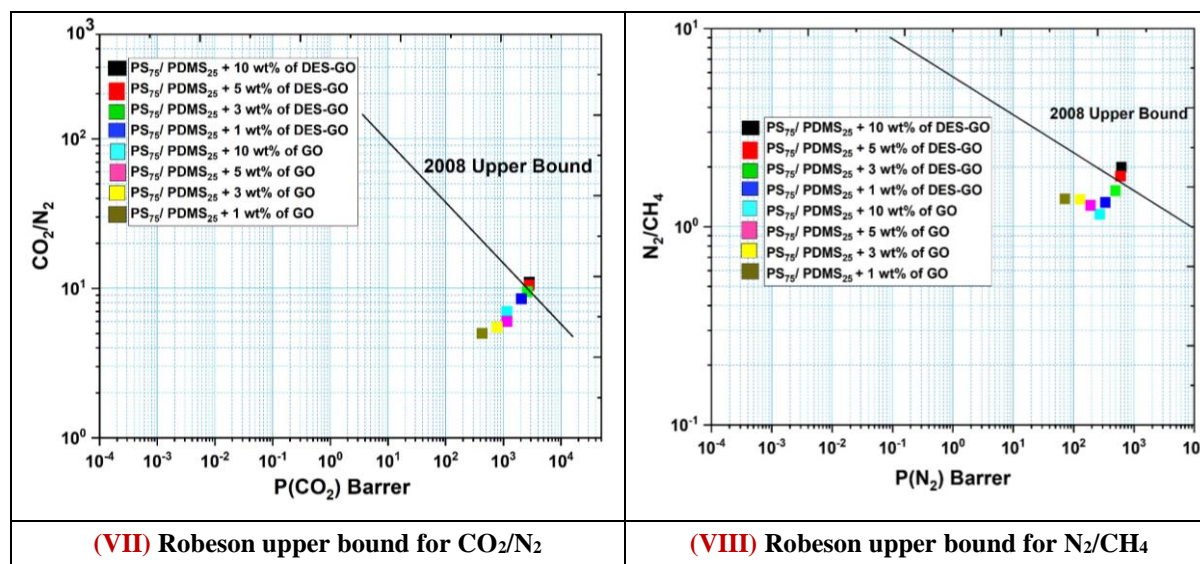 10³
10²
10¹
10⁰
CO₂/N₂
PS₇₅/ PDMS₂₅ + 10 wt% of DES-GO
PS₇₅/ PDMS₂₅ + 5 wt% of DES-GO
PS₇₅/ PDMS₂₅ + 3 wt% of DES-GO
PS₇₅/ PDMS₂₅ + 1 wt% of DES-GO
PS₇₅/ PDMS₂₅ + 10 wt% of GO
PS₇₅/ PDMS₂₅ + 5 wt% of GO
PS₇₅/ PDMS₂₅ + 3 wt% of GO
PS₇₅/ PDMS₂₅ + 1 wt% of GO
2008 Upper Bound
10⁻⁴ 10⁻³ 10⁻² 10⁻¹ 10⁰ 10¹ 10² 10³ 10⁴
P(CO₂) Barrer
(VII) Robeson upper bound for CO₂/N₂
10¹
10⁰
10⁻¹
N₂/CH₄
2008 Upper Bound
PS₇₅/ PDMS₂₅ + 10 wt% of DES-GO
PS₇₅/ PDMS₂₅ + 5 wt% of DES-GO
PS₇₅/ PDMS₂₅ + 3 wt% of DES-GO
PS₇₅/ PDMS₂₅ + 1 wt% of DES-GO
PS₇₅/ PDMS₂₅ + 10 wt% of GO
PS₇₅/ PDMS₂₅ + 5 wt% of GO
PS₇₅/ PDMS₂₅ + 3 wt% of GO
PS₇₅/ PDMS₂₅ + 1 wt% of GO
10⁻⁴ 10⁻³ 10⁻² 10⁻¹ 10⁰ 10¹ 10² 10³
P(N₂) Barrer
(VIII) Robeson upper bound for N₂/CH₄